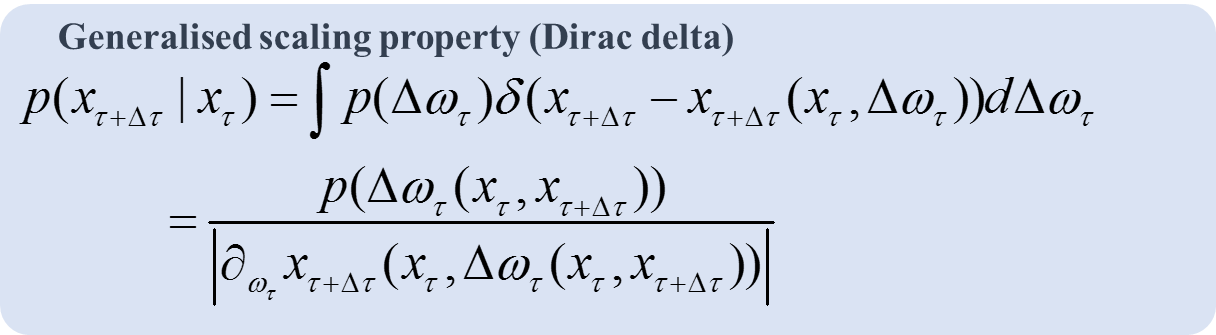 Generalised scaling property (Dirac delta)
p(x_{τ+Δτ} | x_τ) = ∫ p(Δω_τ)δ(x_{τ+Δτ} − x_{τ+Δτ}(x_τ, Δω_τ))dΔω_τ
= p(Δω_τ(x_τ, x_{τ+Δτ})) / |∂_{ω_τ} x_{τ+Δτ}(x_τ, Δω_τ(x_τ, x_{τ+Δτ}))|